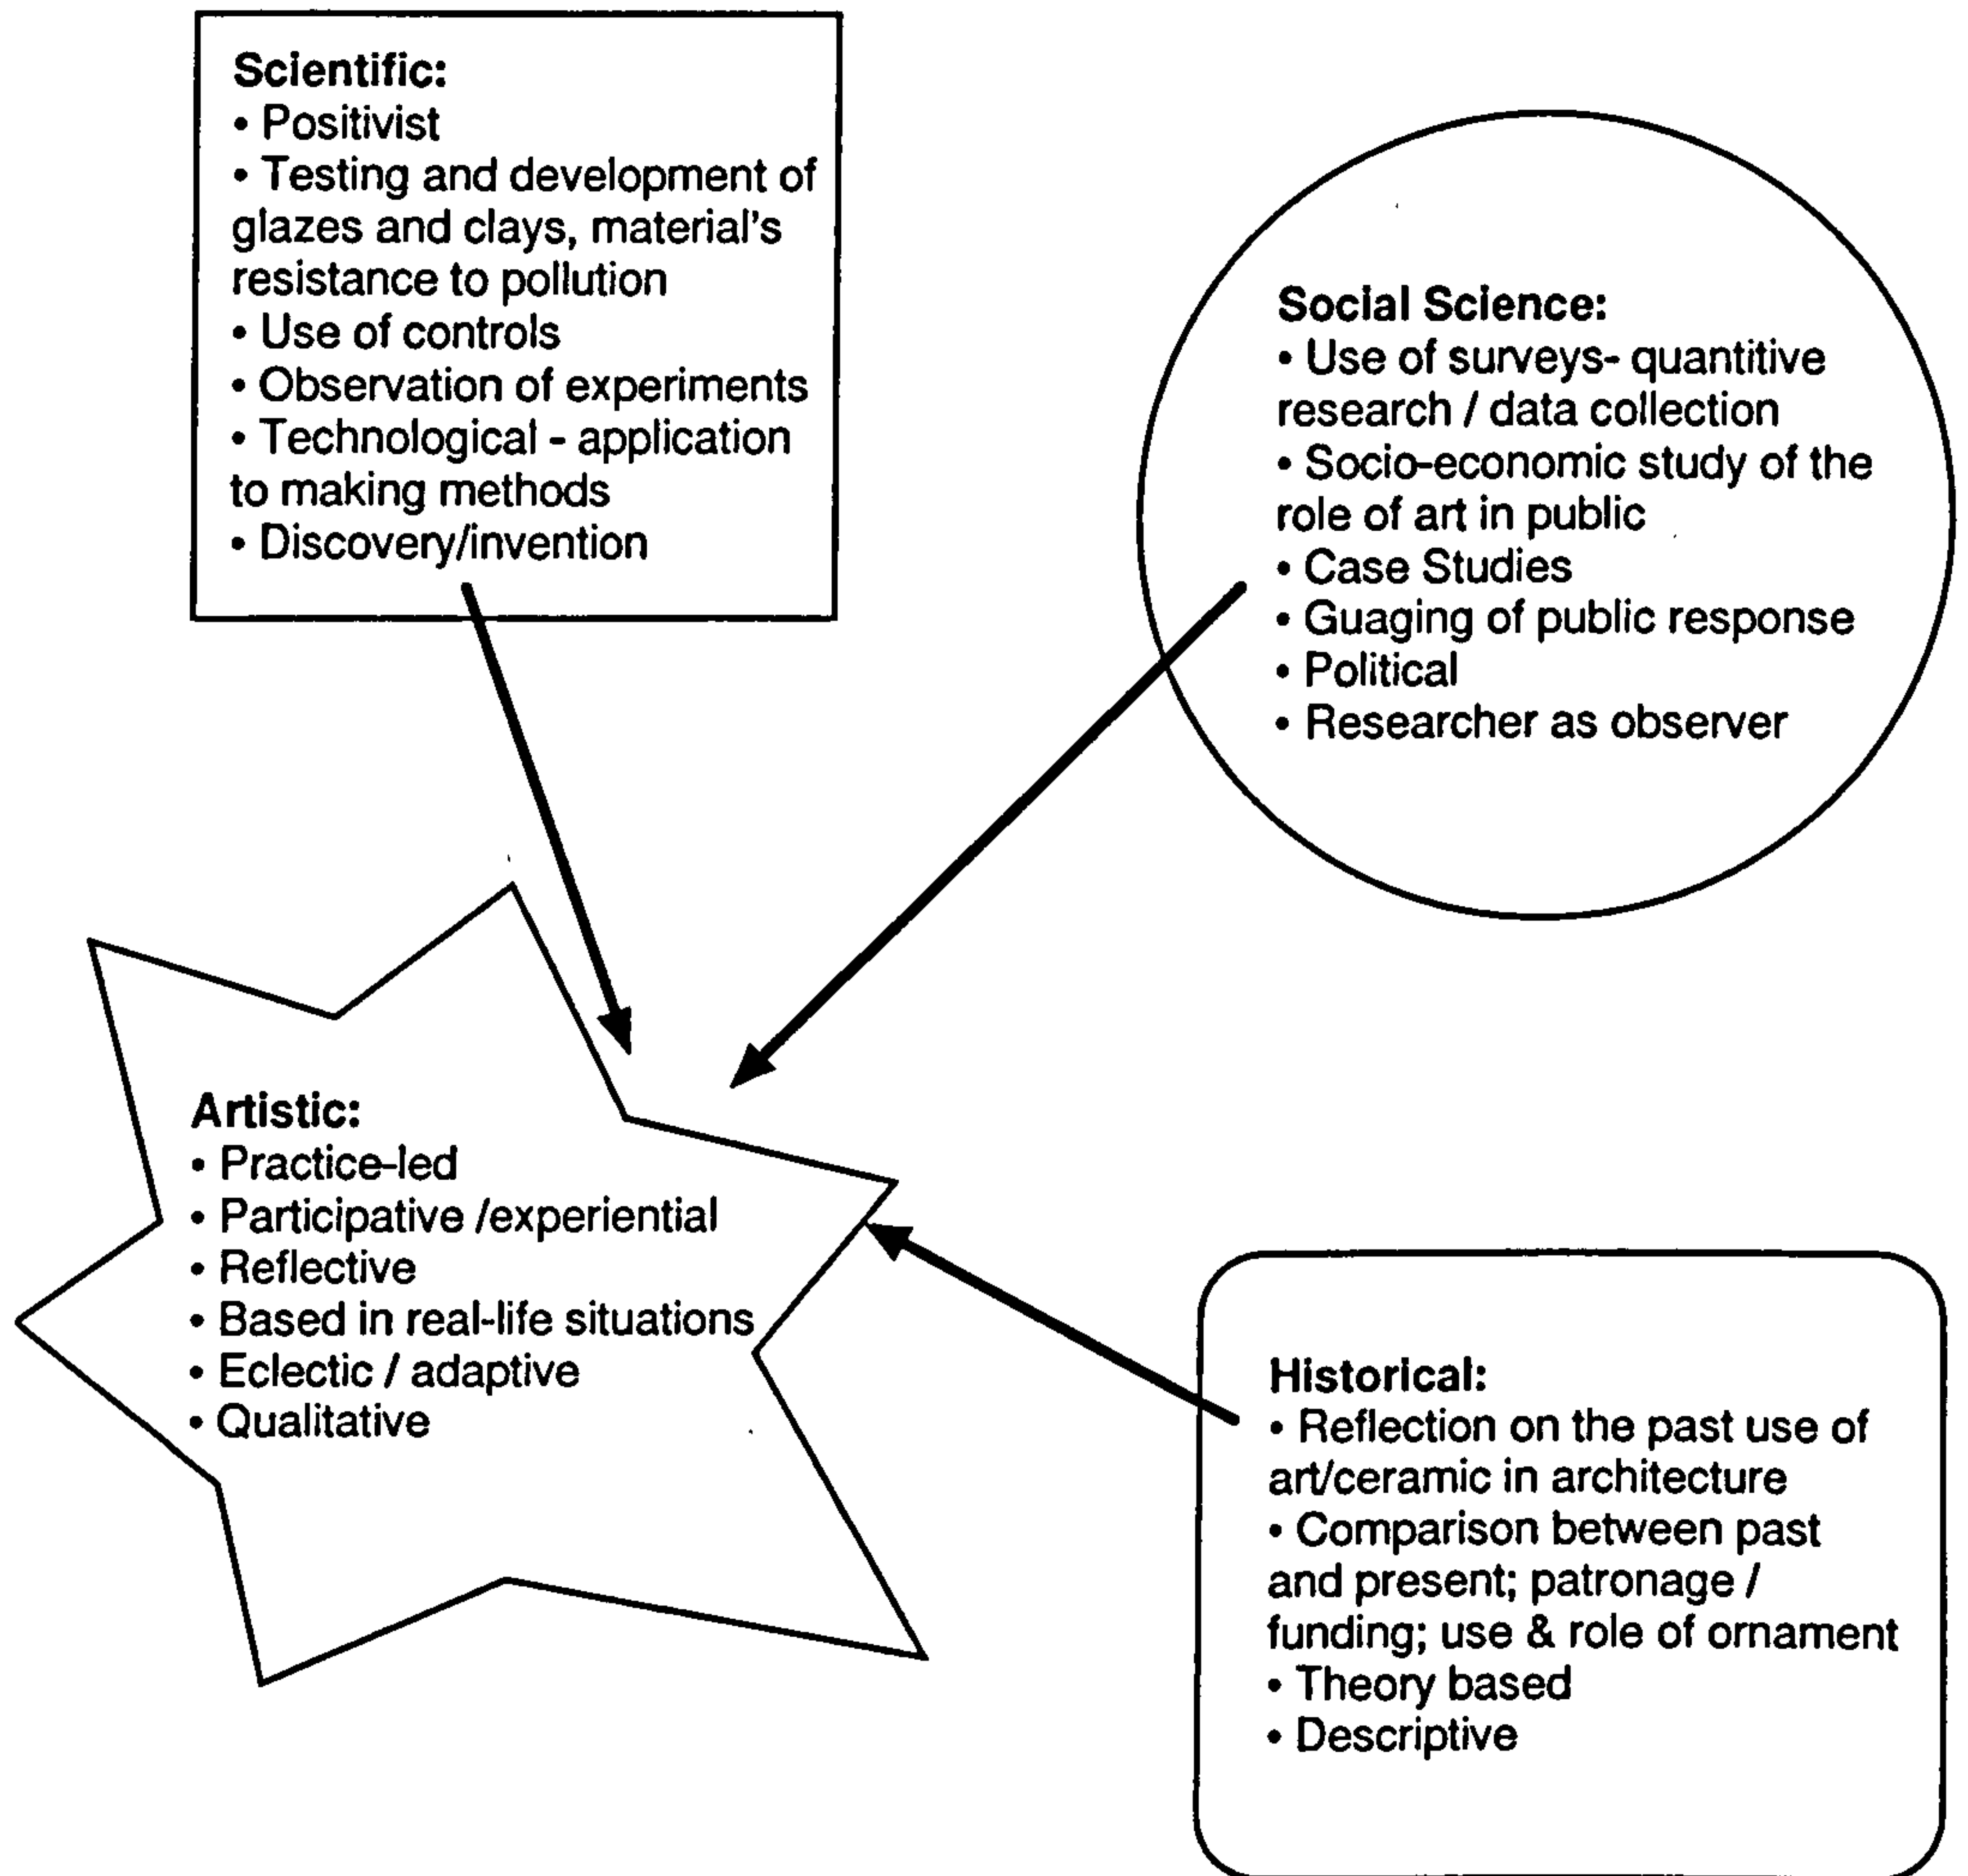 Scientific:
• Positivist
• Testing and development of
glazes and clays, material's
resistance to pollution
• Use of controls
• Observation of experiments
• Technological - application
to making methods
• Discovery/invention
Social Science:
• Use of surveys- quantitive
research / data collection
• Socio-economic study of the
role of art in public
• Case Studies
• Guaging of public response
• Political
• Researcher as observer
Artistic:
• Practice-led
• Participative /experiential
• Reflective
• Based in real-life situations
• Eclectic / adaptive
• Qualitative
Historical:
• Reflection on the past use of
art/ceramic in architecture
• Comparison between past
and present; patronage /
funding; use & role of ornament
• Theory based
• Descriptive